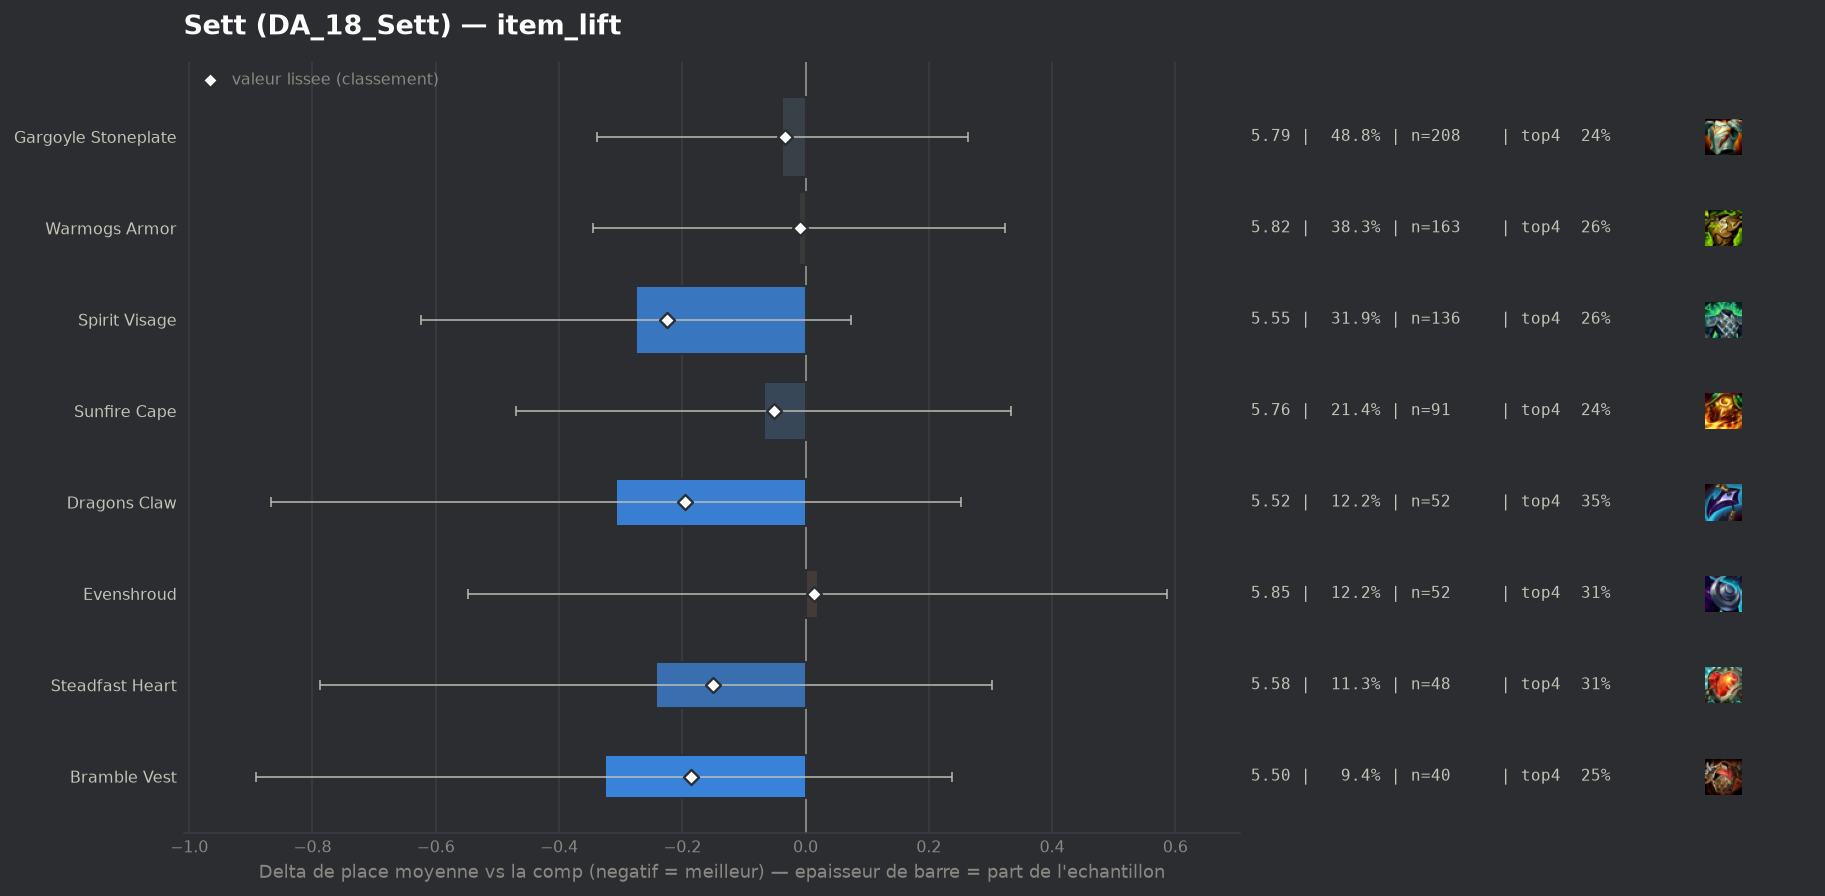 Sett (DA_18_Sett) — item_lift
valeur lissee (classement)
Gargoyle Stoneplate 5.79 | 48.8% | n=208 | top4 24%
Warmogs Armor 5.82 | 38.3% | n=163 | top4 26%
Spirit Visage 5.55 | 31.9% | n=136 | top4 26%
Sunfire Cape 5.76 | 21.4% | n=91 | top4 24%
Dragons Claw 5.52 | 12.2% | n=52 | top4 35%
Evenshroud 5.85 | 12.2% | n=52 | top4 31%
Steadfast Heart 5.58 | 11.3% | n=48 | top4 31%
Bramble Vest 5.50 | 9.4% | n=40 | top4 25%
−1.0 −0.8 −0.6 −0.4 −0.2 0.0 0.2 0.4 0.6
Delta de place moyenne vs la comp (negatif = meilleur) — epaisseur de barre = part de l'echantillon